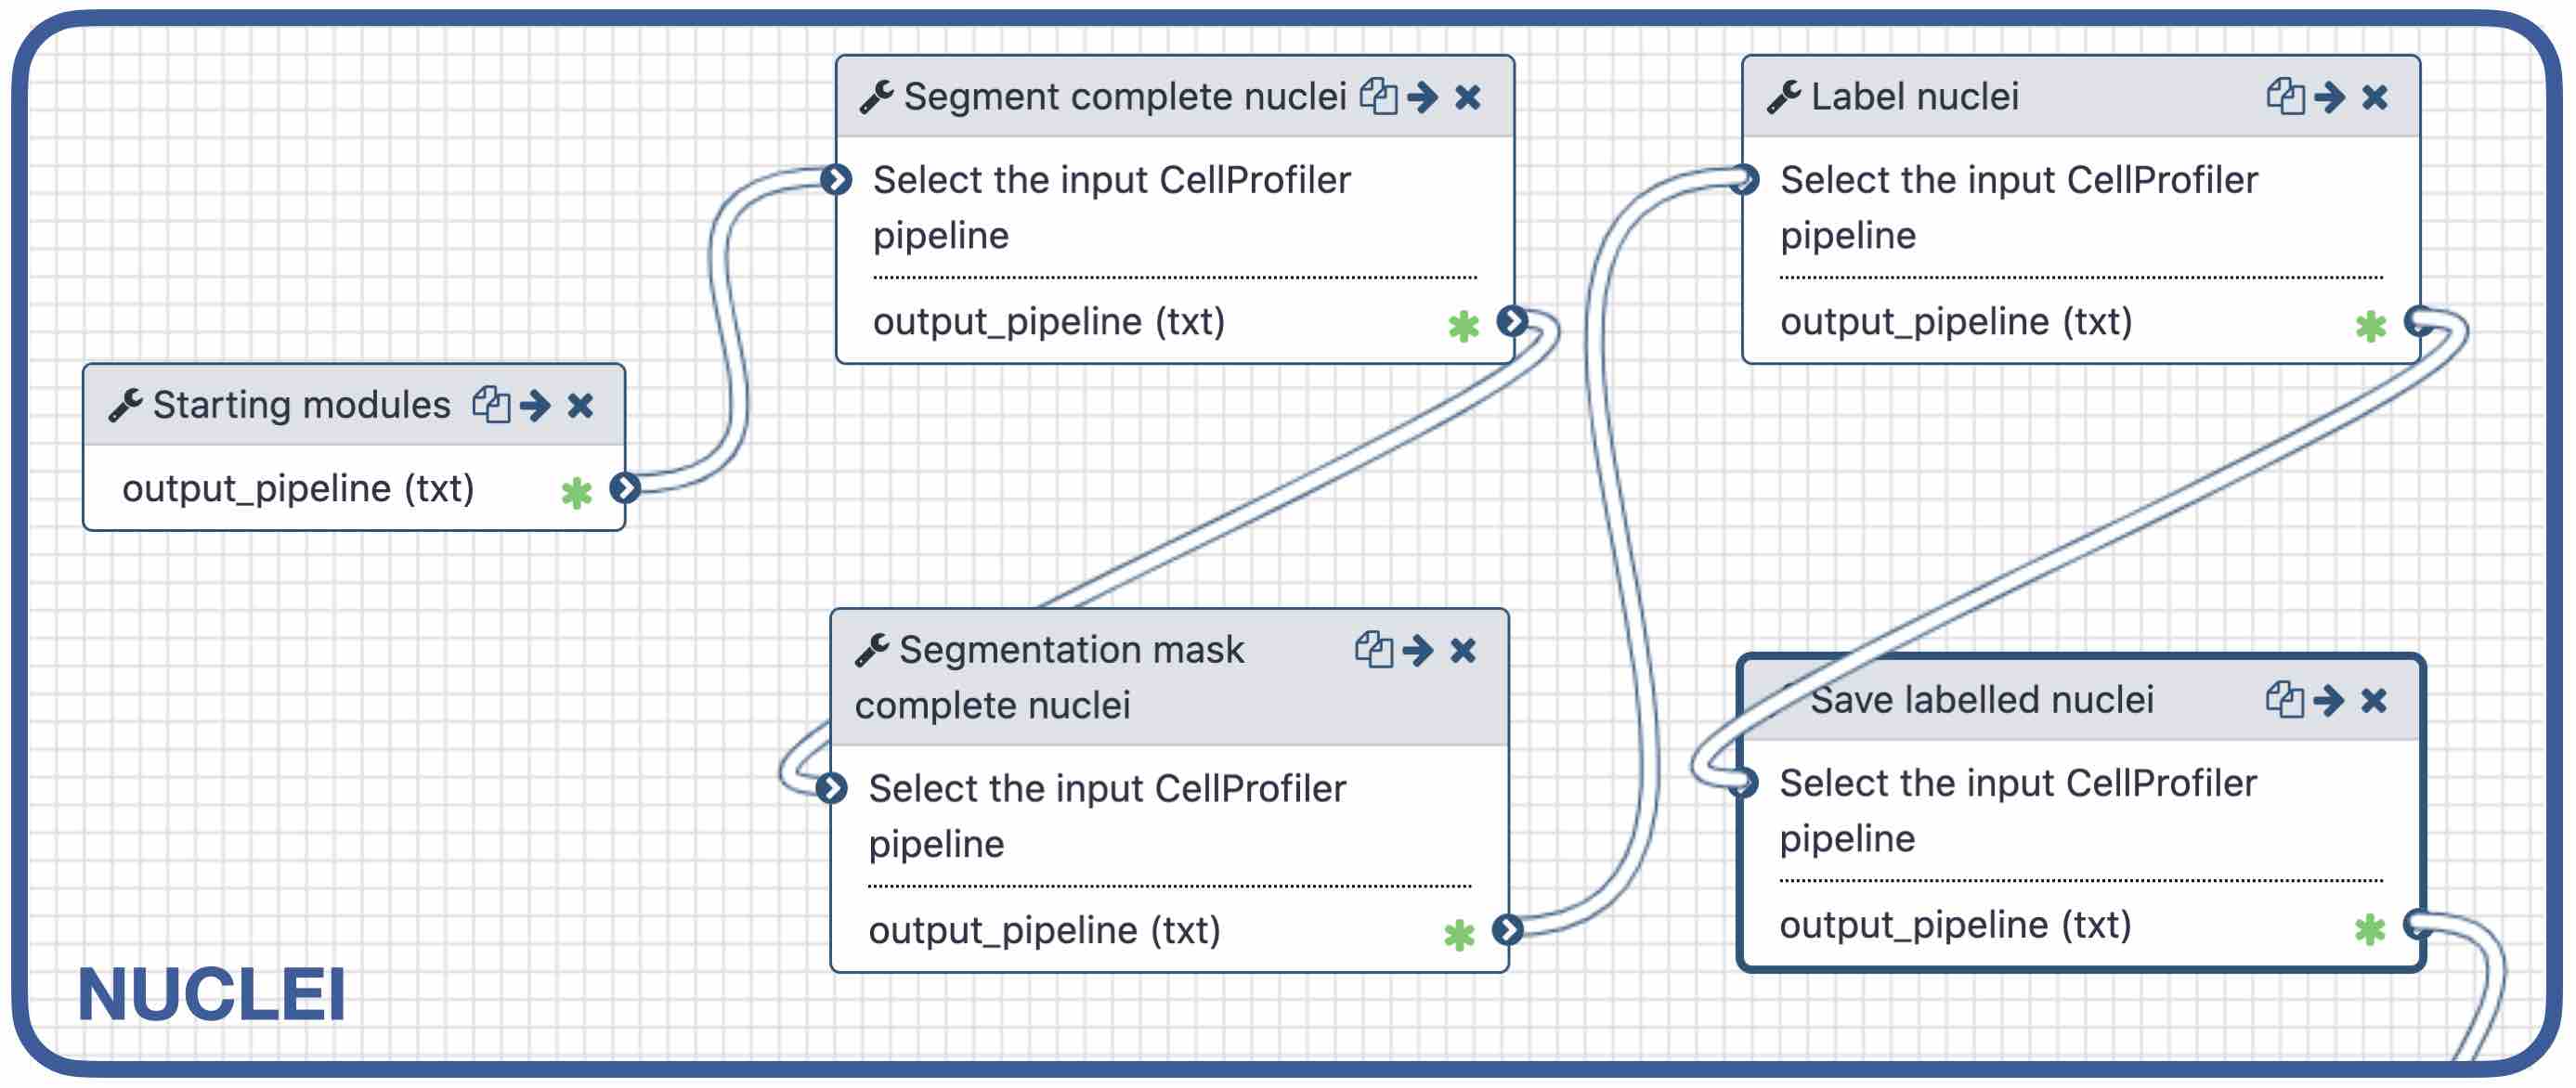 Starting modules
output_pipeline (txt)
Segment complete nuclei
Select the input CellProfiler
pipeline
output_pipeline (txt)
Segmentation mask
complete nuclei
Select the input CellProfiler
pipeline
output_pipeline (txt)
Label nuclei
Select the input CellProfiler
pipeline
output_pipeline (txt)
Save labelled nuclei
Select the input CellProfiler
pipeline
output_pipeline (txt)
NUCLEI